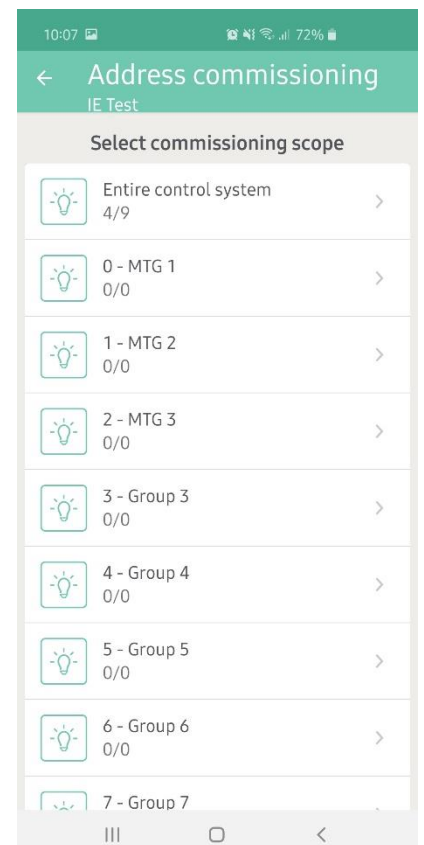 10:07 72%
Address commissioning
IE Test
Select commissioning scope
Entire control system
4/9
0 - MTG 1
0/0
1 - MTG 2
0/0
2 - MTG 3
0/0
3 - Group 3
0/0
4 - Group 4
0/0
5 - Group 5
0/0
6 - Group 6
0/0
7 - Group 7